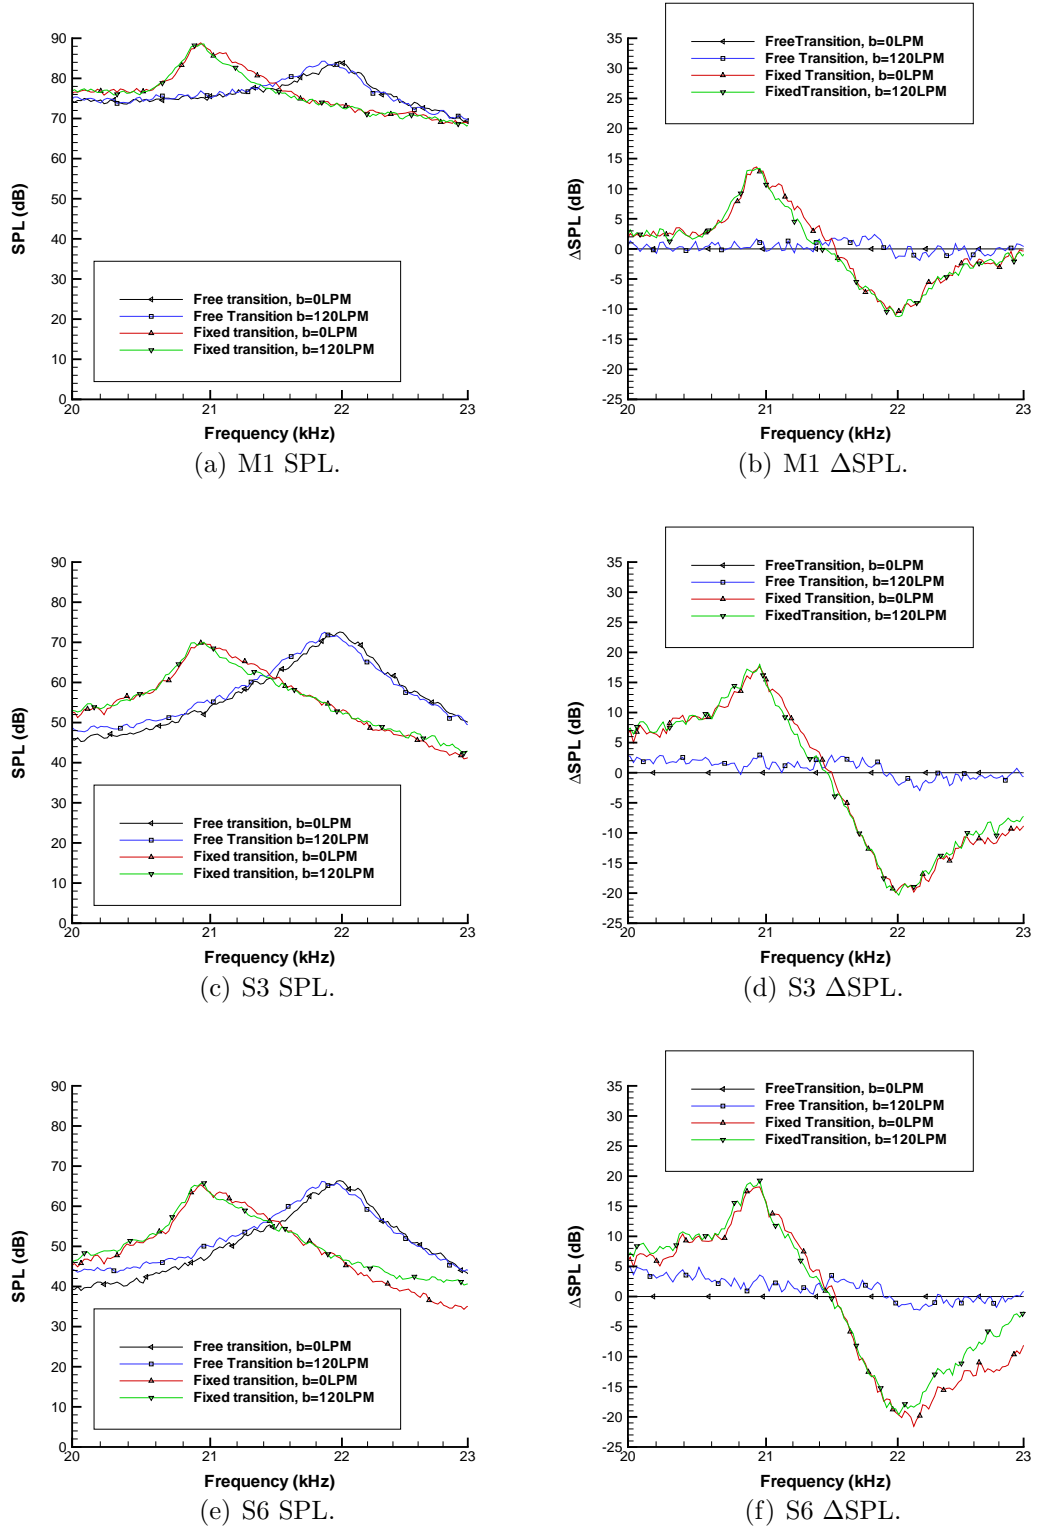 SPL (dB)
90
80
70
60
50
40
30
20
10
0
20
21
22
23
Frequency (kHz)
Free transition, b=0LPM
Free Transition b=120LPM
Fixed transition, b=0LPM
Fixed transition, b=120LPM
(a) M1 SPL.
ΔSPL (dB)
35
30
25
20
15
10
5
0
-5
-10
-15
-20
-25
20
21
22
23
Frequency (kHz)
FreeTransition, b=0LPM
Free Transition, b=120LPM
Fixed Transition, b=0LPM
FixedTransition, b=120LPM
(b) M1 ΔSPL.
SPL (dB)
90
80
70
60
50
40
30
20
10
0
20
21
22
23
Frequency (kHz)
Free transition, b=0LPM
Free Transition b=120LPM
Fixed transition, b=0LPM
Fixed transition, b=120LPM
(c) S3 SPL.
ΔSPL (dB)
35
30
25
20
15
10
5
0
-5
-10
-15
-20
-25
20
21
22
23
Frequency (kHz)
FreeTransition, b=0LPM
Free Transition, b=120LPM
Fixed Transition, b=0LPM
FixedTransition, b=120LPM
(d) S3 ΔSPL.
SPL (dB)
90
80
70
60
50
40
30
20
10
0
20
21
22
23
Frequency (kHz)
Free transition, b=0LPM
Free Transition b=120LPM
Fixed transition, b=0LPM
Fixed transition, b=120LPM
(e) S6 SPL.
ΔSPL (dB)
35
30
25
20
15
10
5
0
-5
-10
-15
-20
-25
20
21
22
23
Frequency (kHz)
FreeTransition, b=0LPM
Free Transition, b=120LPM
Fixed Transition, b=0LPM
FixedTransition, b=120LPM
(f) S6 ΔSPL.